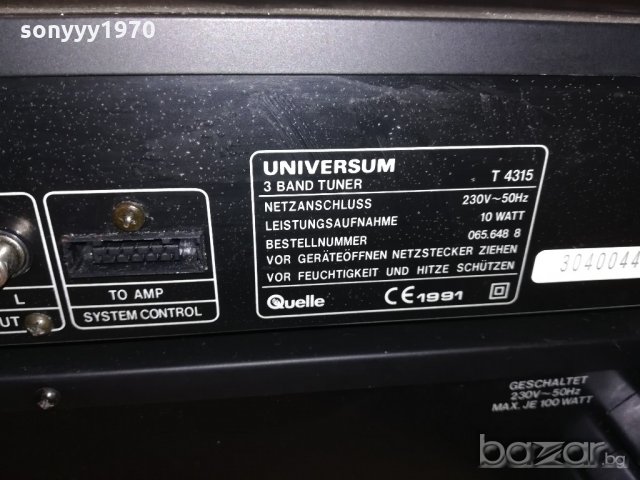 sonyyy1970
UNIVERSUM
3 BAND TUNER T 4315
NETZANSCHLUSS 230V~50Hz
LEISTUNGSAUFNAHME 10 WATT
BESTELLNUMMER 065.648 8
VOR GERÄTEÖFFNEN NETZSTECKER ZIEHEN
VOR FEUCHTIGKEIT UND HITZE SCHÜTZEN
Quelle CE1991
L
UT
TO AMP
SYSTEM CONTROL
3040044
GESCHALTET
230V~50Hz
MAX. JE 100 WATT
bazar.bg